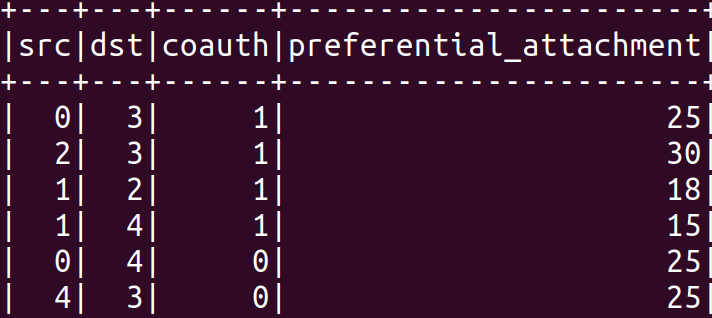 +---+---+------+-----------------------+
|src|dst|coauth|preferential_attachment|
+---+---+------+-----------------------+
|  0|  3|     1|                     25|
|  2|  3|     1|                     30|
|  1|  2|     1|                     18|
|  1|  4|     1|                     15|
|  0|  4|     0|                     25|
|  4|  3|     0|                     25|